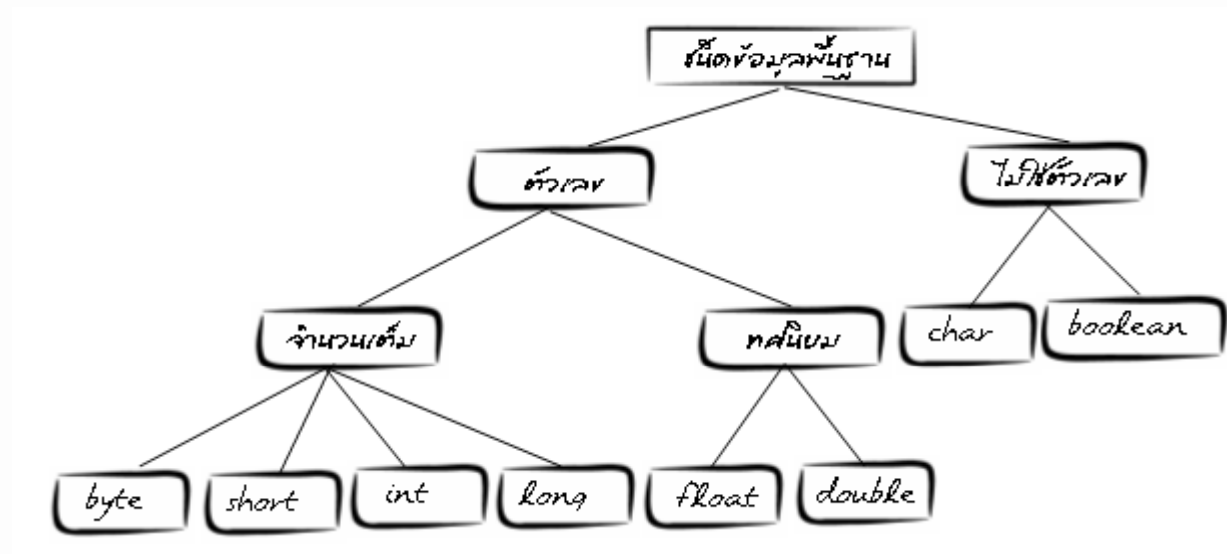 ชนิดข้อมูลพื้นฐาน
ตัวเลข
ไม่ใช่ตัวเลข
จำนวนเต็ม
ทศนิยม
char
boolean
byte
short
int
long
float
double